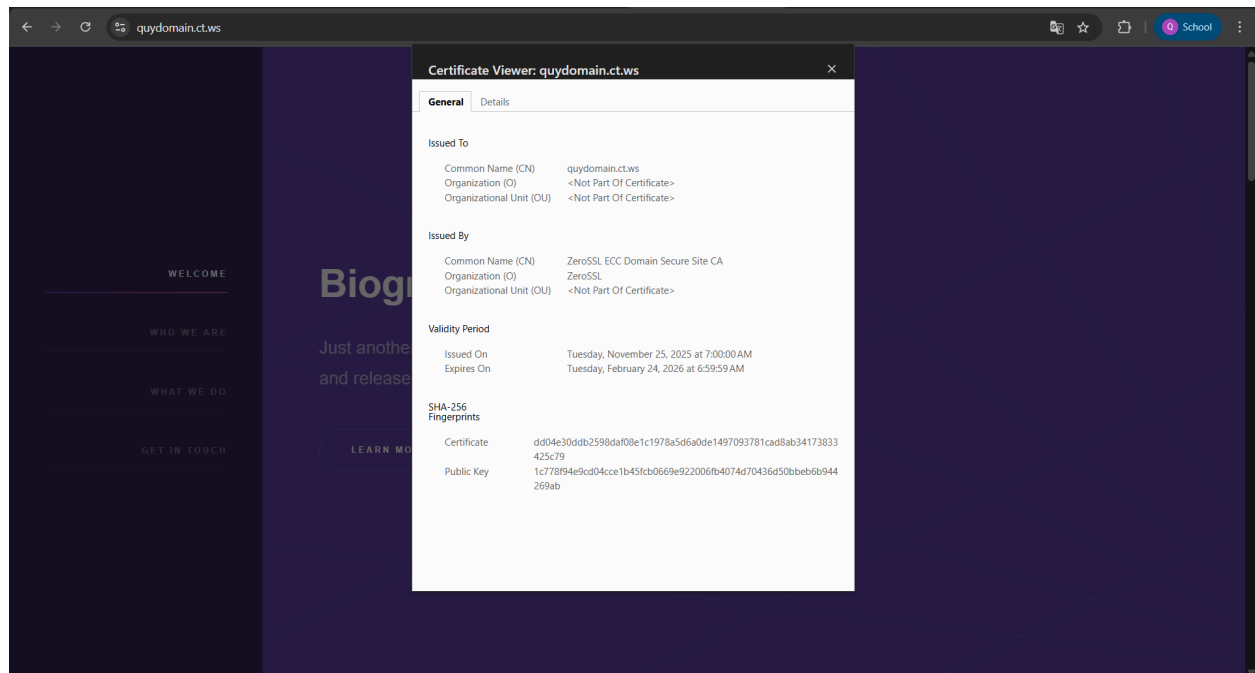 quydomain.ct.ws
Q School
Certificate Viewer: quydomain.ct.ws
General Details
Issued To
Common Name (CN) quydomain.ct.ws
Organization (O) <Not Part Of Certificate>
Organizational Unit (OU) <Not Part Of Certificate>
Issued By
Common Name (CN) ZeroSSL ECC Domain Secure Site CA
Organization (O) ZeroSSL
Organizational Unit (OU) <Not Part Of Certificate>
Validity Period
Issued On Tuesday, November 25, 2025 at 7:00:00 AM
Expires On Tuesday, February 24, 2026 at 6:59:59 AM
SHA-256
Fingerprints
Certificate dd04e30ddb2598daf08e1c1978a5d6a0de1497093781cad8ab34173833
425c79
Public Key 1c778f94e9cd04cce1b45fcb0669e922006fb4074d70436d50bbeb6b944
269ab
WELCOME
WHO WE ARE
WHAT WE DO
GET IN TOUCH
Biogr
Just anothe
and release
LEARN MO